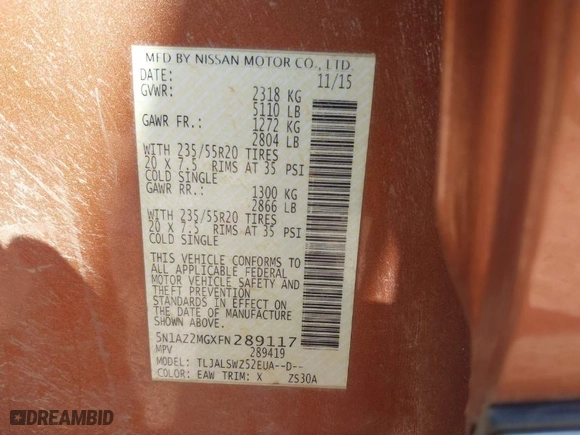 MFD BY NISSAN MOTOR CO., LTD.
DATE: 11/15
GVWR: 2318 KG
5110 LB
GAWR FR.: 1272 KG
2804 LB
WITH 235/55R20 TIRES
20 X 7.5 RIMS AT 35 PSI
COLD SINGLE
GAWR RR.: 1300 KG
2866 LB
WITH 235/55R20 TIRES
20 X 7.5 RIMS AT 35 PSI
COLD SINGLE
THIS VEHICLE CONFORMS TO
ALL APPLICABLE FEDERAL
MOTOR VEHICLE SAFETY AND
THEFT PREVENTION
STANDARDS IN EFFECT ON
THE DATE OF MANUFACTURE
SHOWN ABOVE.
5N1AZ2MGXFN289117
MPV 289419
MODEL: TLJALSWZ52EUA--D--
COLOR: EAW TRIM: X ZS30A
DREAMBID